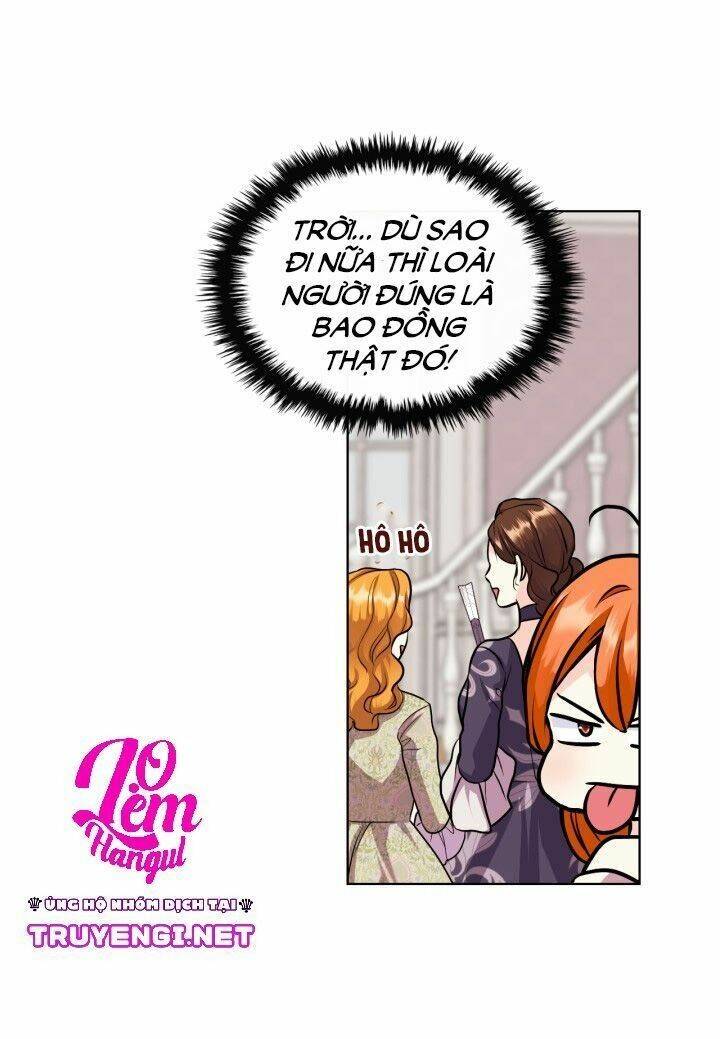 TRỜI... DÙ SAO
ĐI NỮA THÌ LOÀI
NGƯỜI ĐÚNG LÀ
BAO ĐỒNG
THẬT ĐÓ!
HÔ HÔ
LỌ
LEM
HANGUL
ỦNG HỘ NHÓM DỊCH TẠI
TRUYENGI.NET